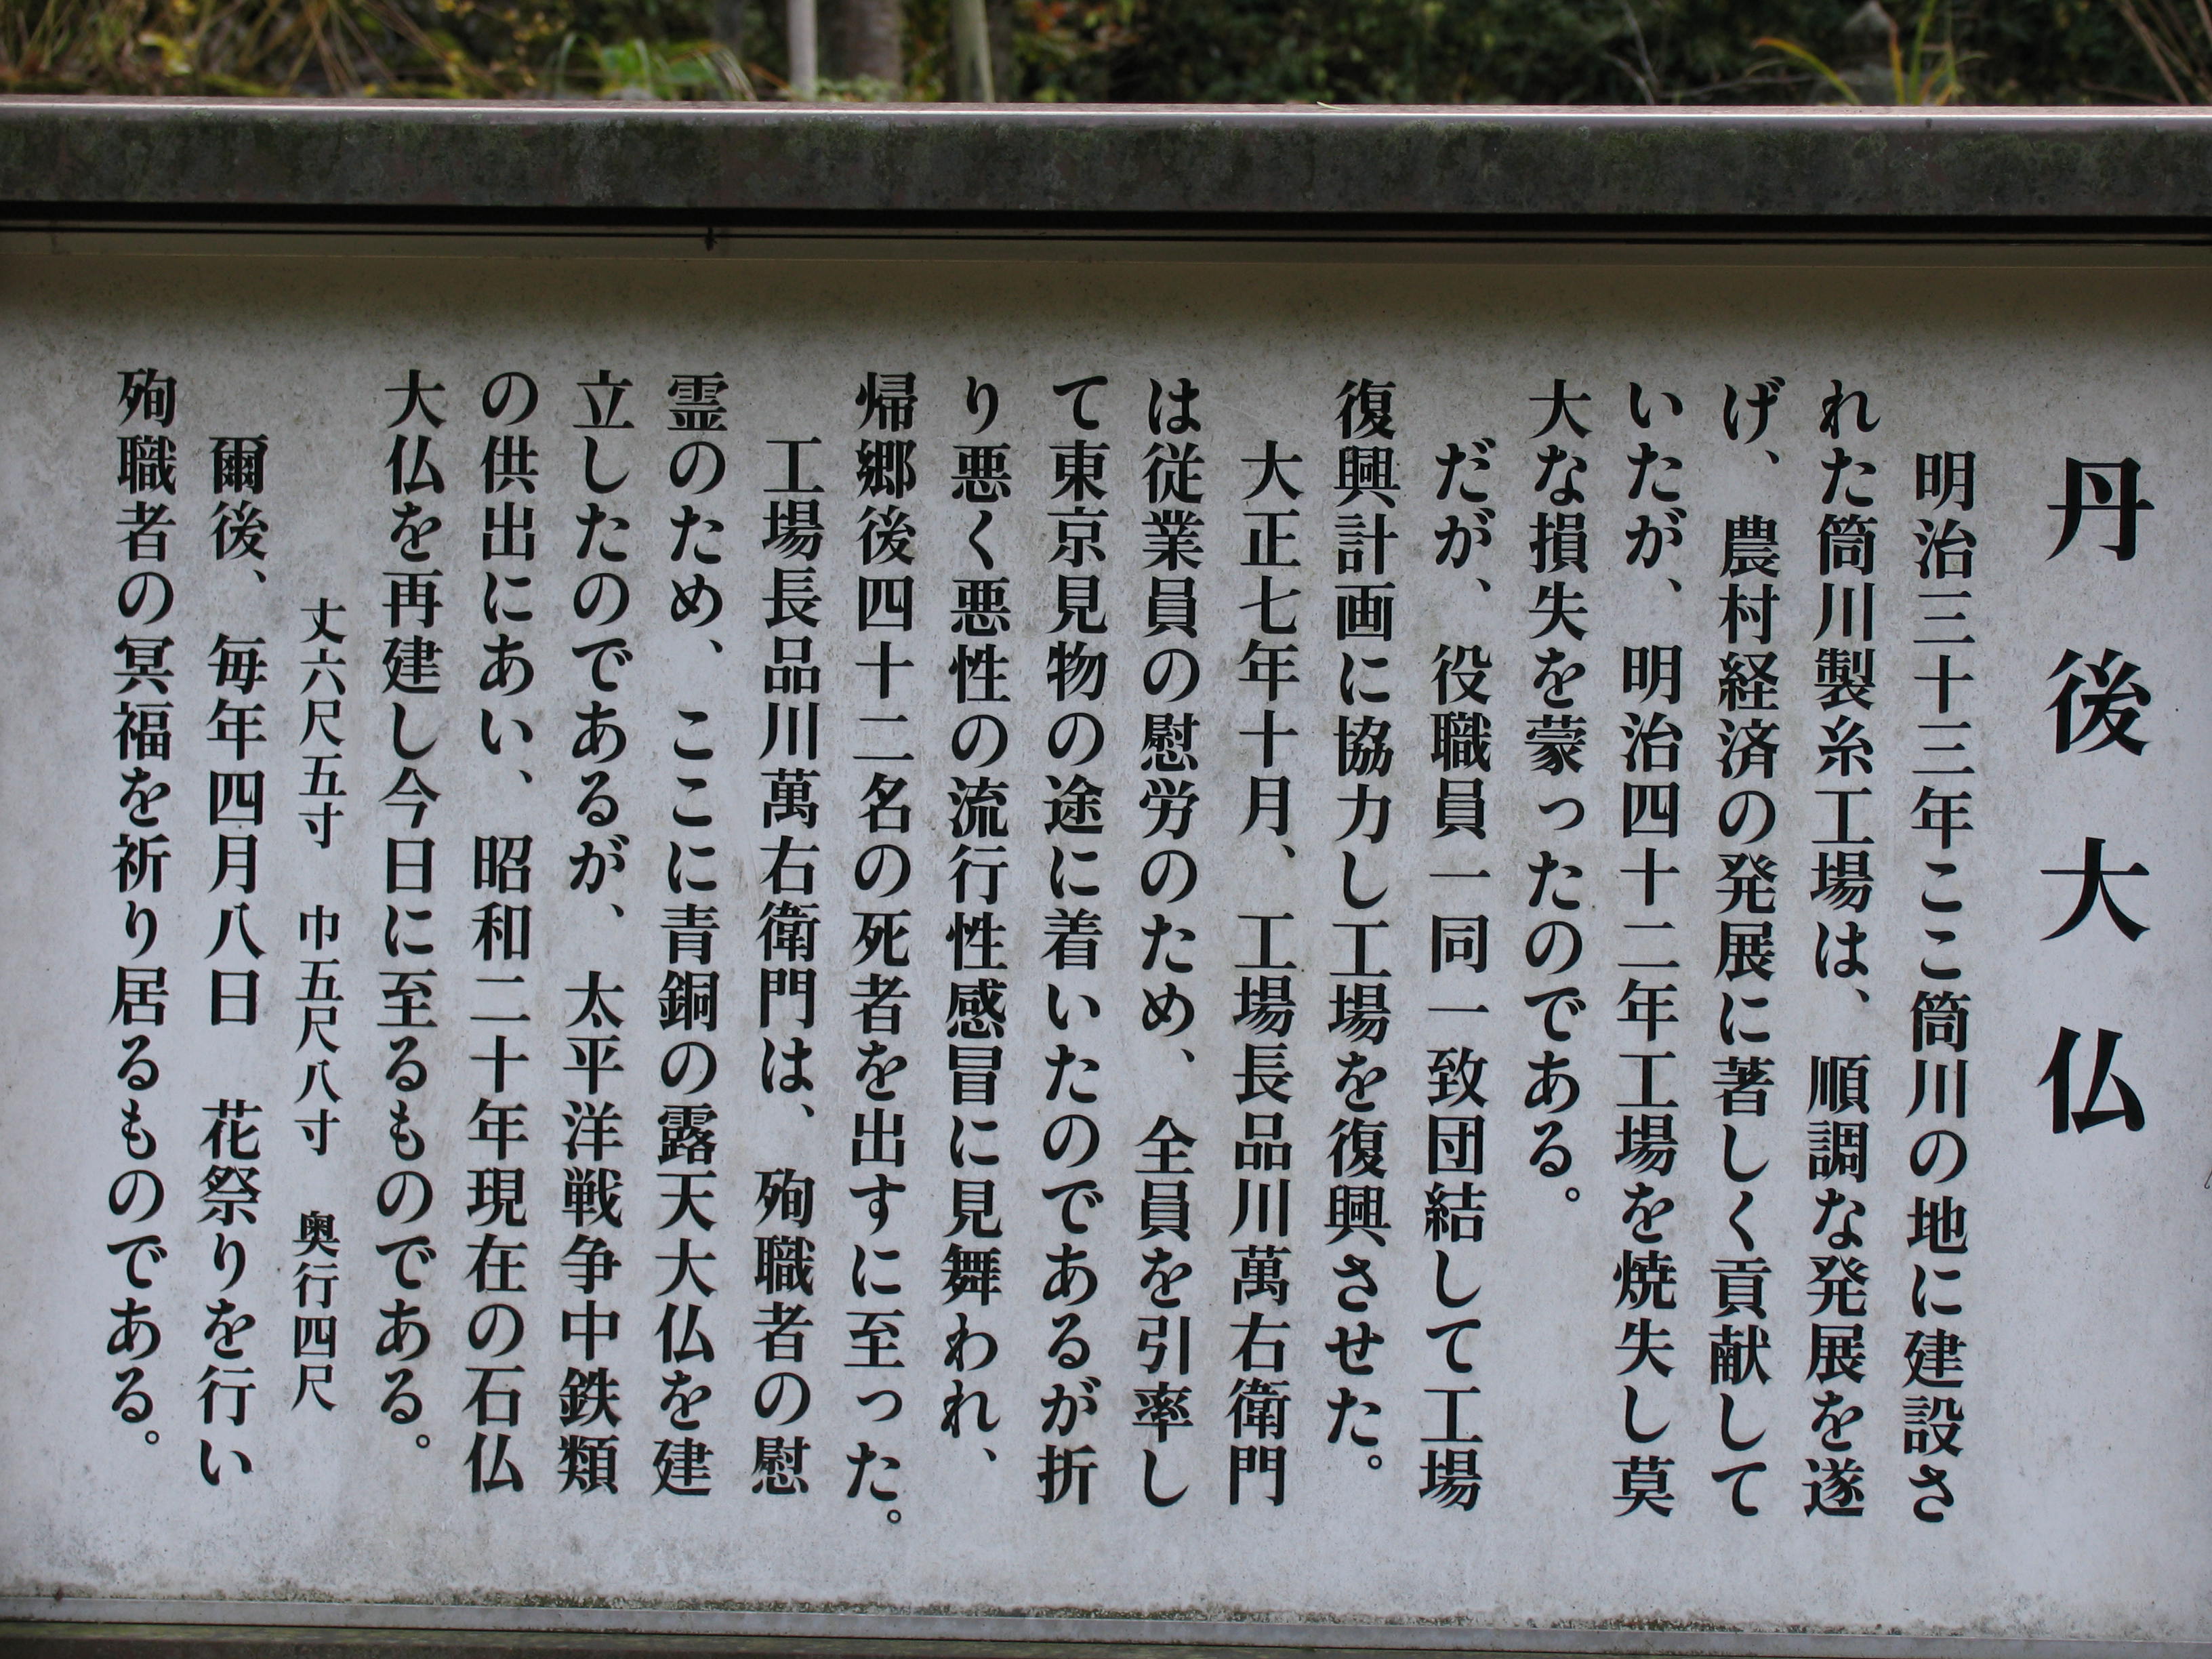 丹後大仏
明治三十三年ここ筒川の地に建設さ
れた筒川製糸工場は、順調な発展を遂
げ、農村経済の発展に著しく貢献して
いたが、明治四十二年工場を焼失し莫
大な損失を蒙ったのである。
だが、役職員一同一致団結して工場
復興計画に協力し工場を復興させた。
大正七年十月、工場長品川萬右衛門
は従業員の慰労のため、全員を引率し
て東京見物の途に着いたのであるが折
り悪く悪性の流行性感冒に見舞われ、
帰郷後四十二名の死者を出すに至った。
工場長品川萬右衛門は、殉職者の慰
霊のため、ここに青銅の露天大仏を建
立したのであるが、太平洋戦争中鉄類
の供出にあい、昭和二十年現在の石仏
大仏を再建し今日に至るものである。
丈六尺五寸 巾五尺八寸 奥行四尺
爾後、毎年四月八日 花祭りを行い
殉職者の冥福を祈り居るものである。